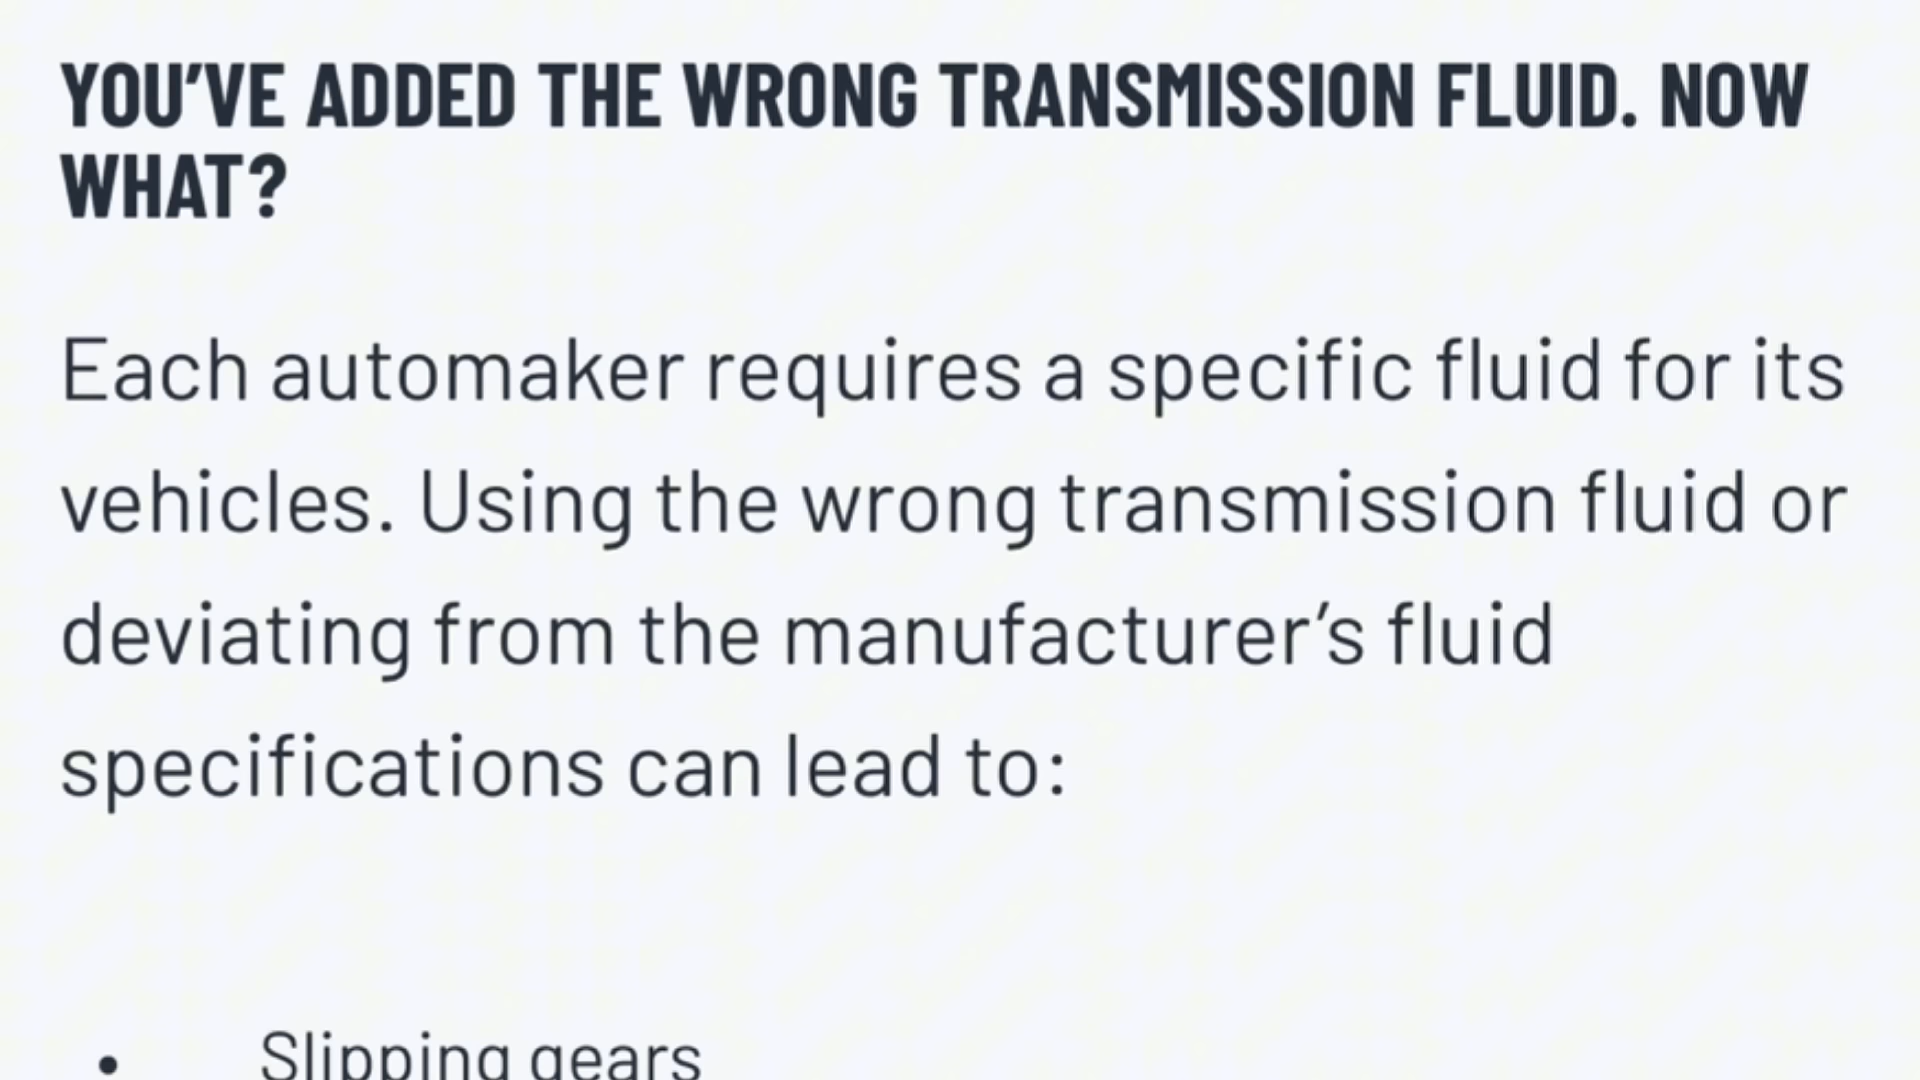 YOU’VE ADDED THE WRONG TRANSMISSION FLUID. NOW
WHAT?
Each automaker requires a specific fluid for its
vehicles. Using the wrong transmission fluid or
deviating from the manufacturer’s fluid
specifications can lead to:
• Slipping gears